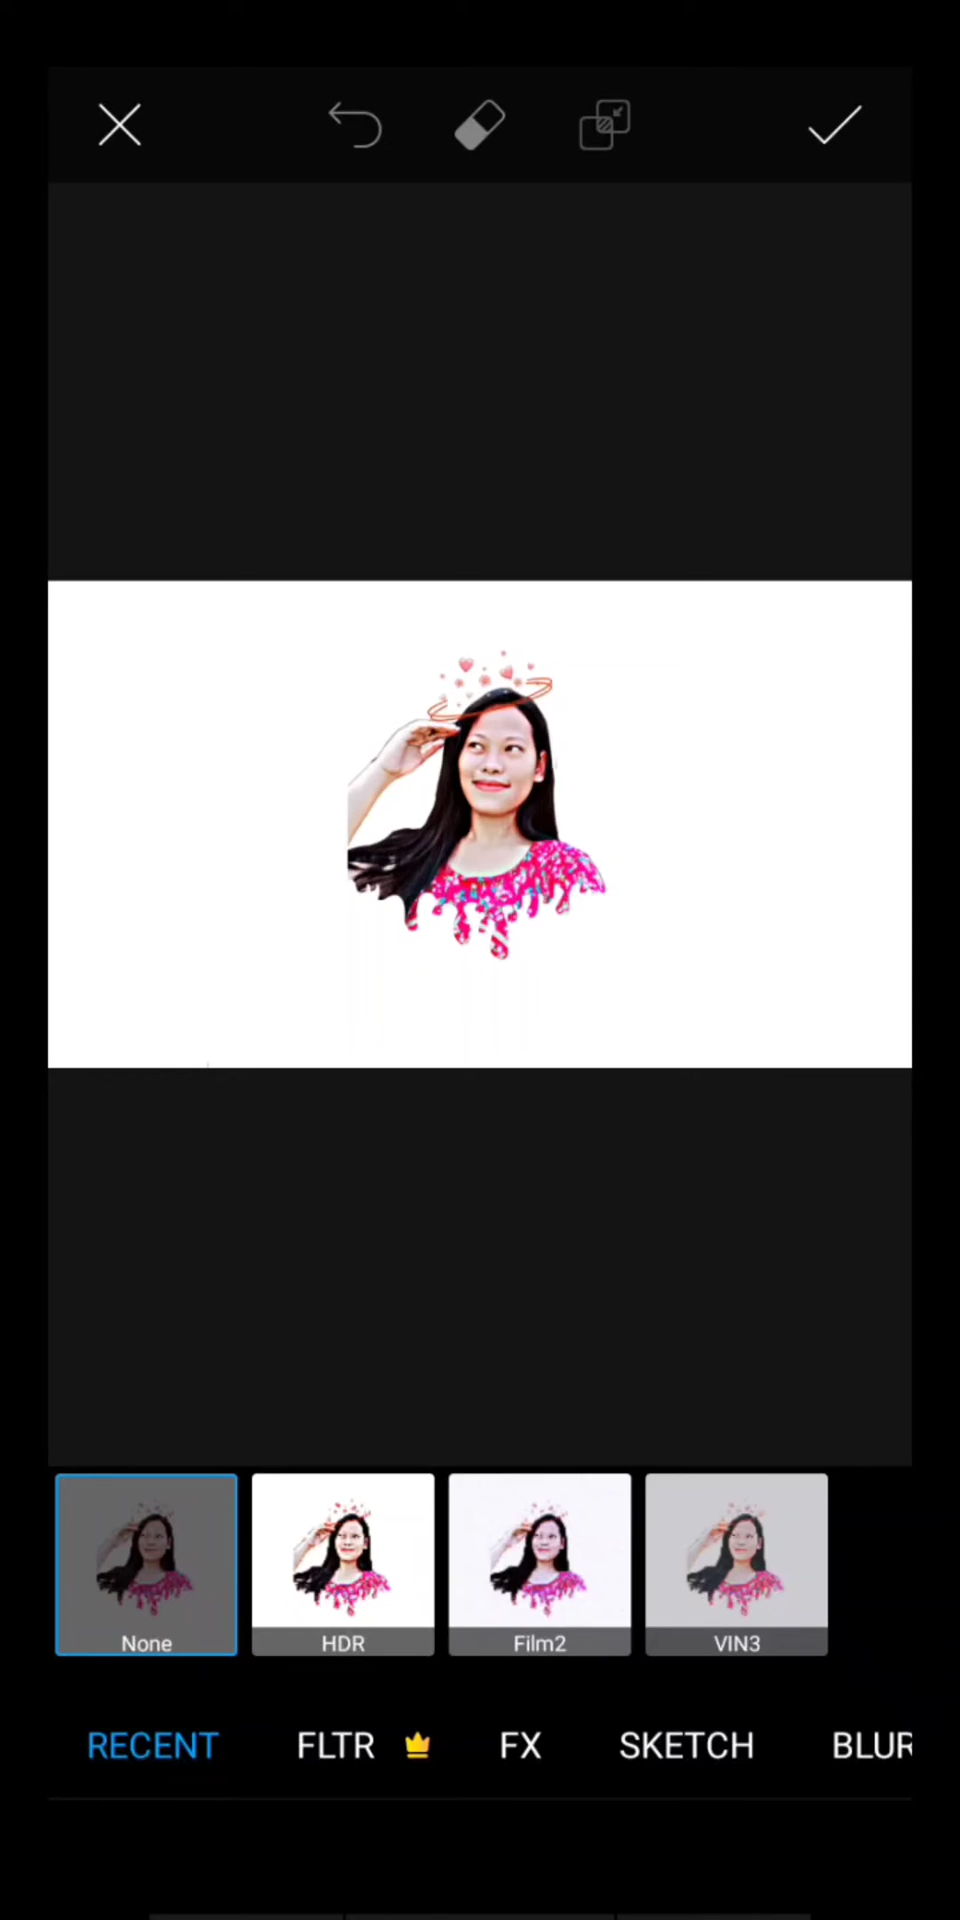 None
HDR
Film2
VIN3
RECENT
FLTR
FX
SKETCH
BLUR